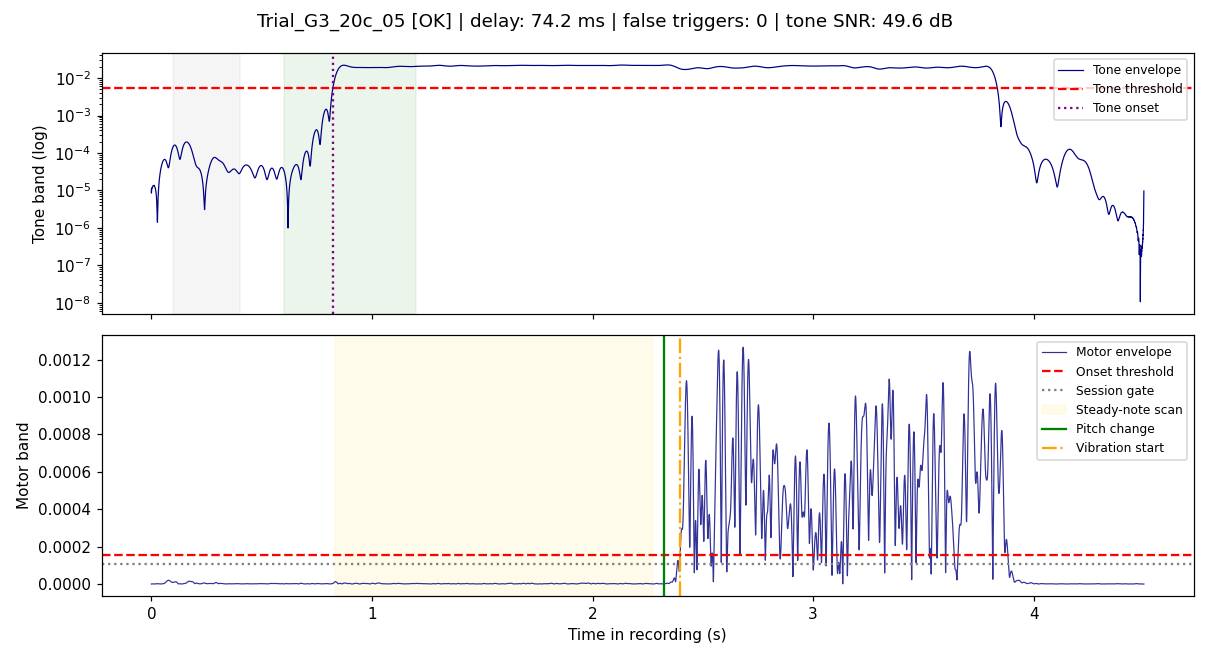 Trial_G3_20c_05 [OK] | delay: 74.2 ms | false triggers: 0 | tone SNR: 49.6 dB
Tone band (log)
10⁻²
10⁻³
10⁻⁴
10⁻⁵
10⁻⁶
10⁻⁷
10⁻⁸
Tone envelope
Tone threshold
Tone onset
Motor band
0.0012
0.0010
0.0008
0.0006
0.0004
0.0002
0.0000
Motor envelope
Onset threshold
Session gate
Steady-note scan
Pitch change
Vibration start
0 1 2 3 4
Time in recording (s)